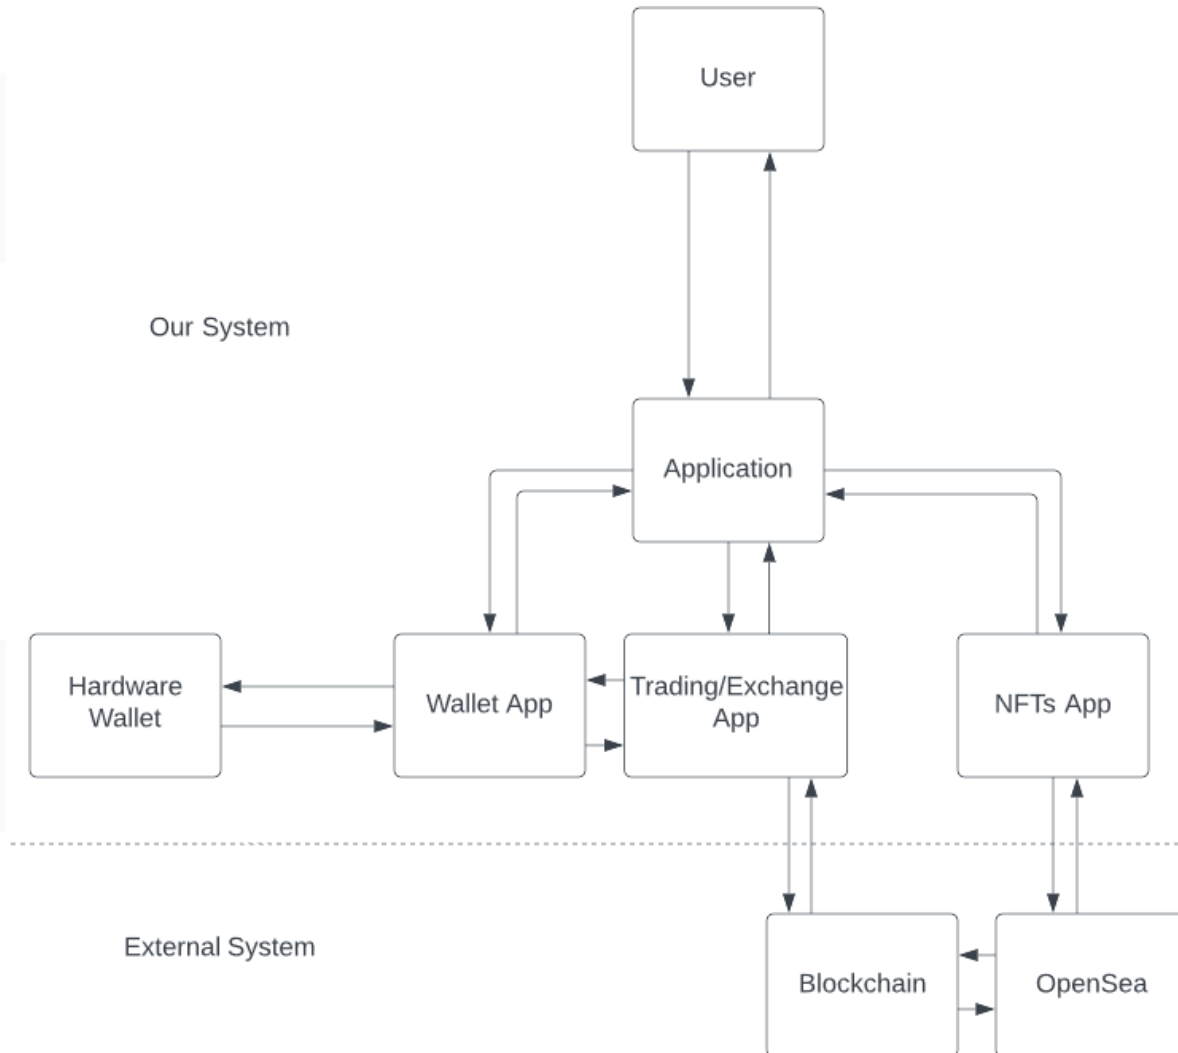 User
Our System
Application
Hardware
Wallet
Wallet App
Trading/Exchange
App
NFTs App
External System
Blockchain
OpenSea